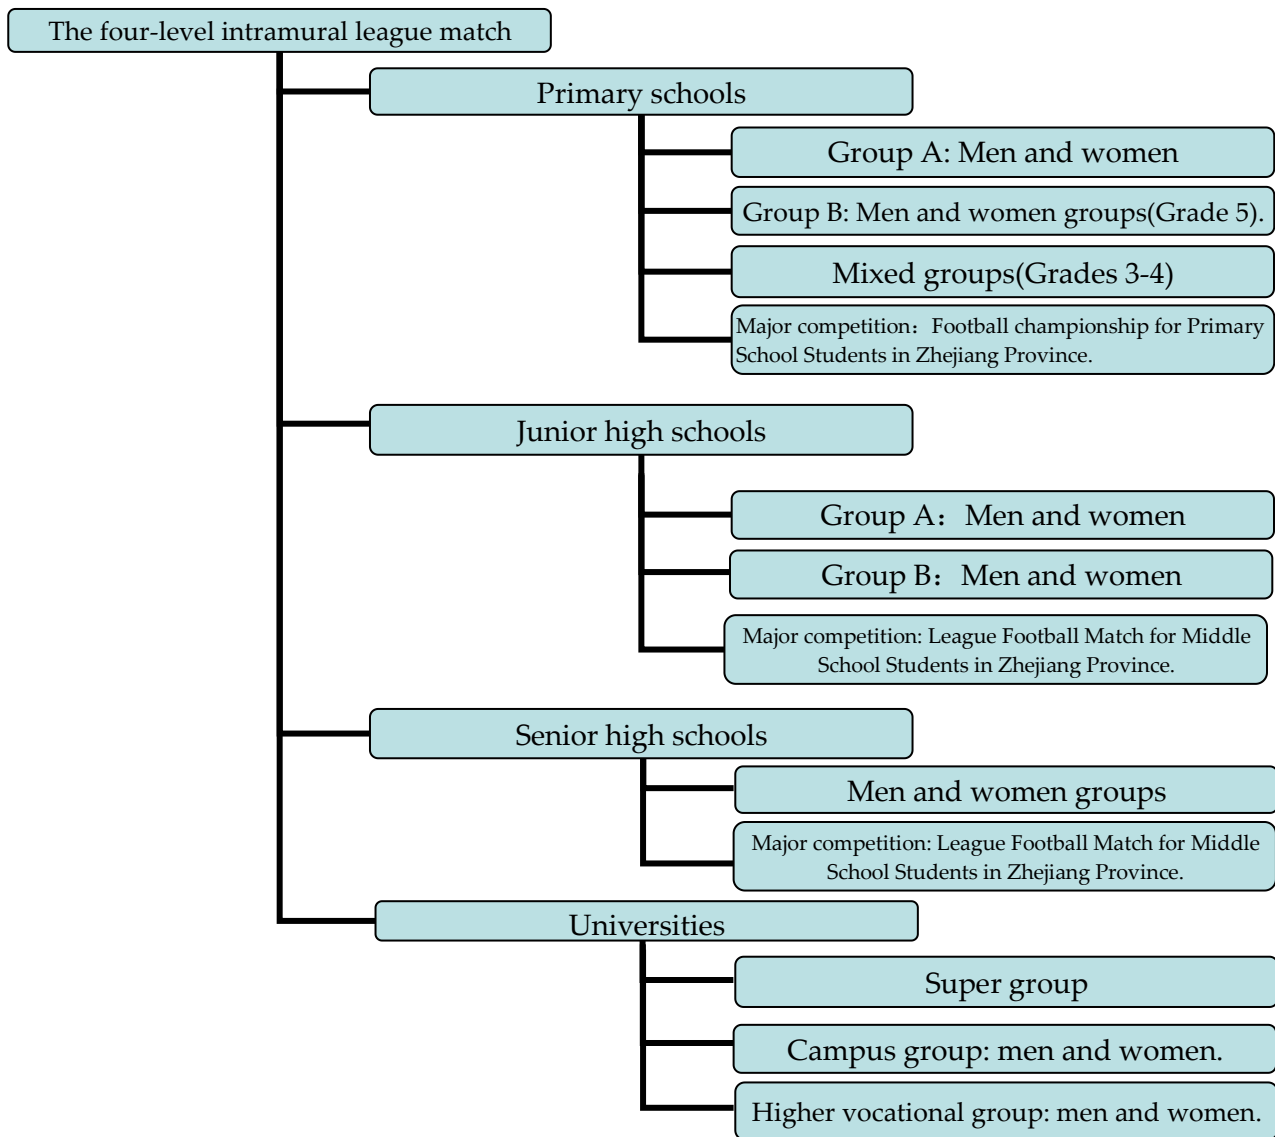 The four-level intramural league match
Primary schools
Group A: Men and women
Group B: Men and women groups(Grade 5).
Mixed groups(Grades 3-4)
Major competition：Football championship for Primary
School Students in Zhejiang Province.
Junior high schools
Group A：Men and women
Group B：Men and women
Major competition: League Football Match for Middle
School Students in Zhejiang Province.
Senior high schools
Men and women groups
Major competition: League Football Match for Middle
School Students in Zhejiang Province.
Universities
Super group
Campus group: men and women.
Higher vocational group: men and women.